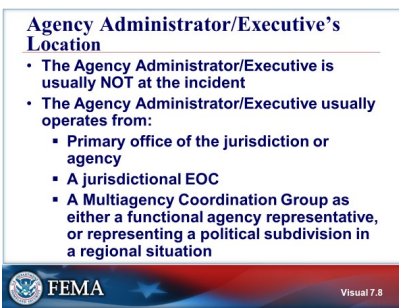 Agency Administrator/Executive's
Location
• The Agency Administrator/Executive is
usually NOT at the incident
• The Agency Administrator/Executive usually
operates from:
▪ Primary office of the jurisdiction or
agency
▪ A jurisdictional EOC
▪ A Multiagency Coordination Group as
either a functional agency representative,
or representing a political subdivision in
a regional situation
FEMA
Visual 7.8